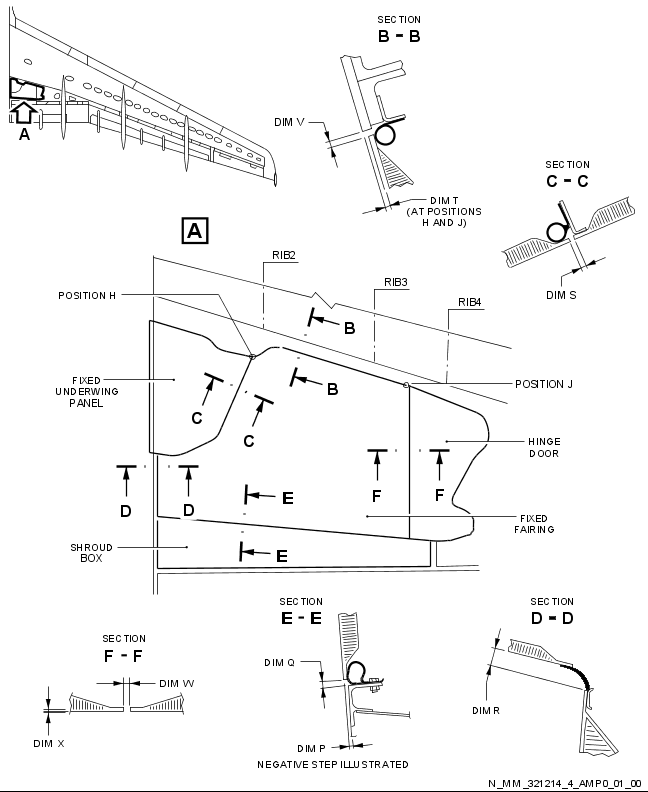 SECTION
B - B
A
DIM V
DIM T
(AT POSITIONS
H AND J)
SECTION
C - C
DIM S
A
RIB2
RIB3
RIB4
POSITION H
B
B
POSITION J
FIXED
UNDERWING
PANEL
C
C
HINGE
DOOR
D
D
E
F
F
FIXED
FAIRING
SHROUD
BOX
E
SECTION
F - F
DIM W
DIM X
SECTION
E - E
DIM Q
DIM P
NEGATIVE STEP ILLUSTRATED
SECTION
D - D
DIM R
N_MM_321214_4_AMP0_01_00